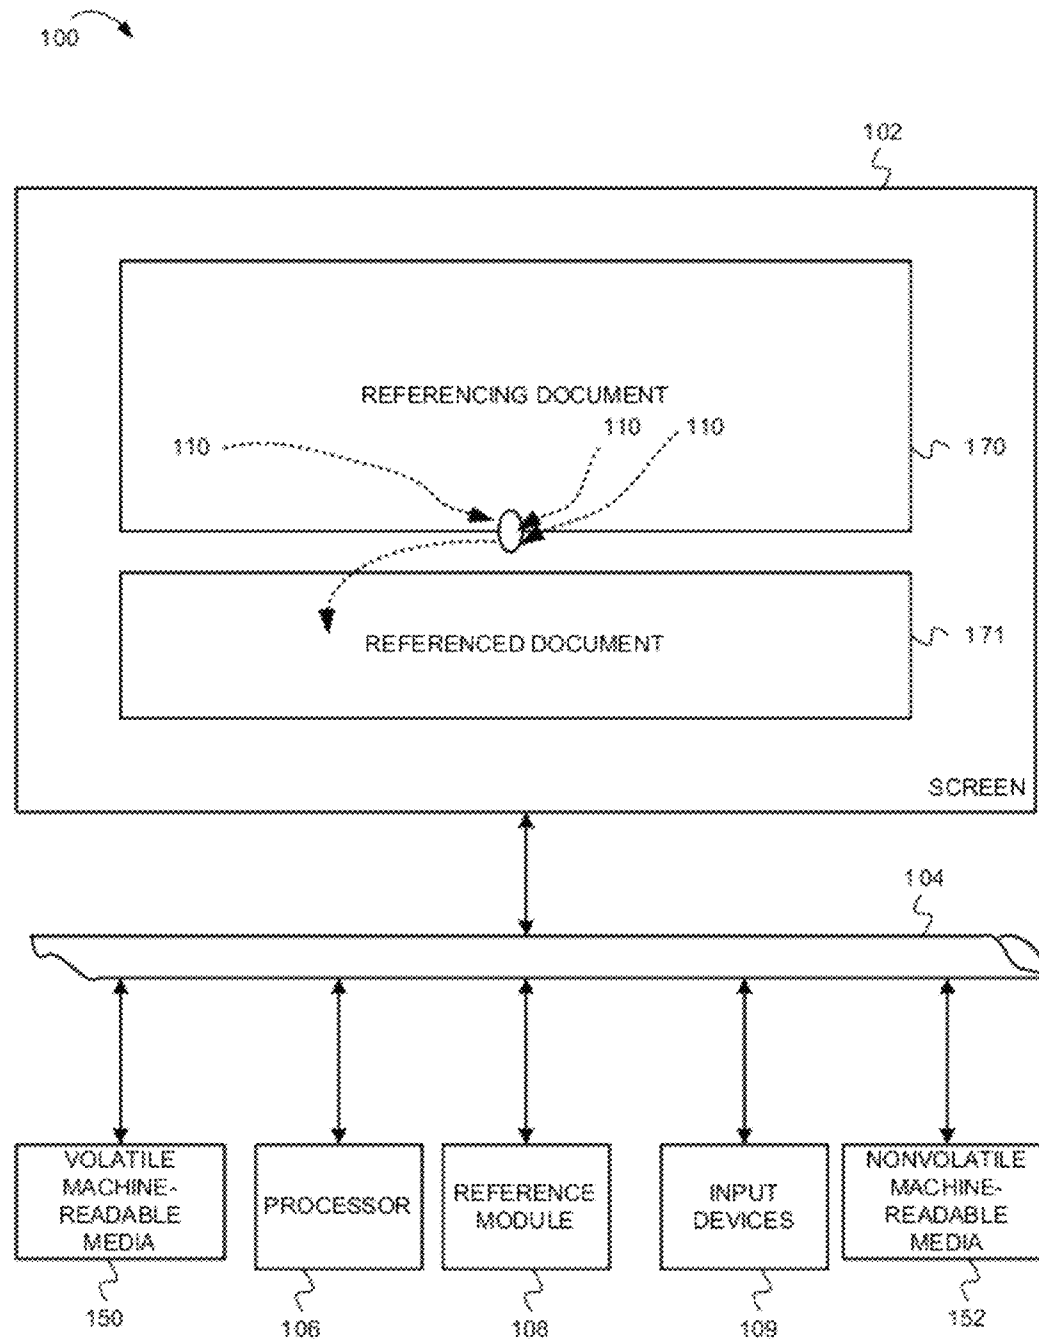 100
102
REFERENCING DOCUMENT
110
110
110
170
REFERENCED DOCUMENT
171
SCREEN
104
VOLATILE
MACHINE-
READABLE
MEDIA
PROCESSOR
REFERENCE
MODULE
INPUT
DEVICES
NONVOLATILE
MACHINE-
READABLE
MEDIA
150
106
108
109
152